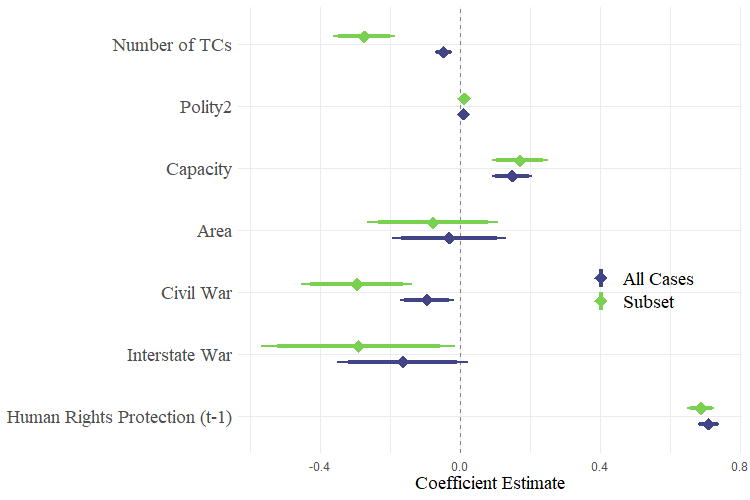 Number of TCs
Polity2
Capacity
Area
Civil War
Interstate War
Human Rights Protection (t-1)
All Cases
Subset
-0.4 0.0 0.4 0.8
Coefficient Estimate